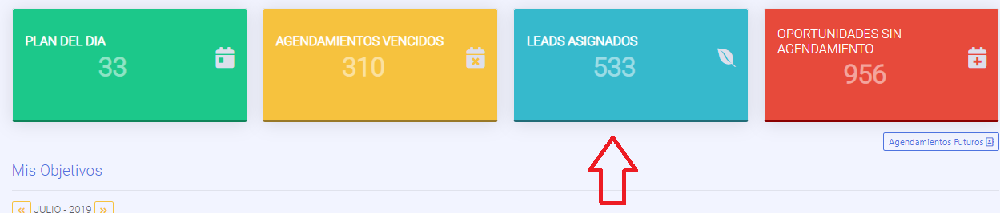 PLAN DEL DIA
33
AGENDAMIENTOS VENCIDOS
310
LEADS ASIGNADOS
533
OPORTUNIDADES SIN
AGENDAMIENTO
956
Agendamientos Futuros
Mis Objetivos
« JULIO - 2019 »